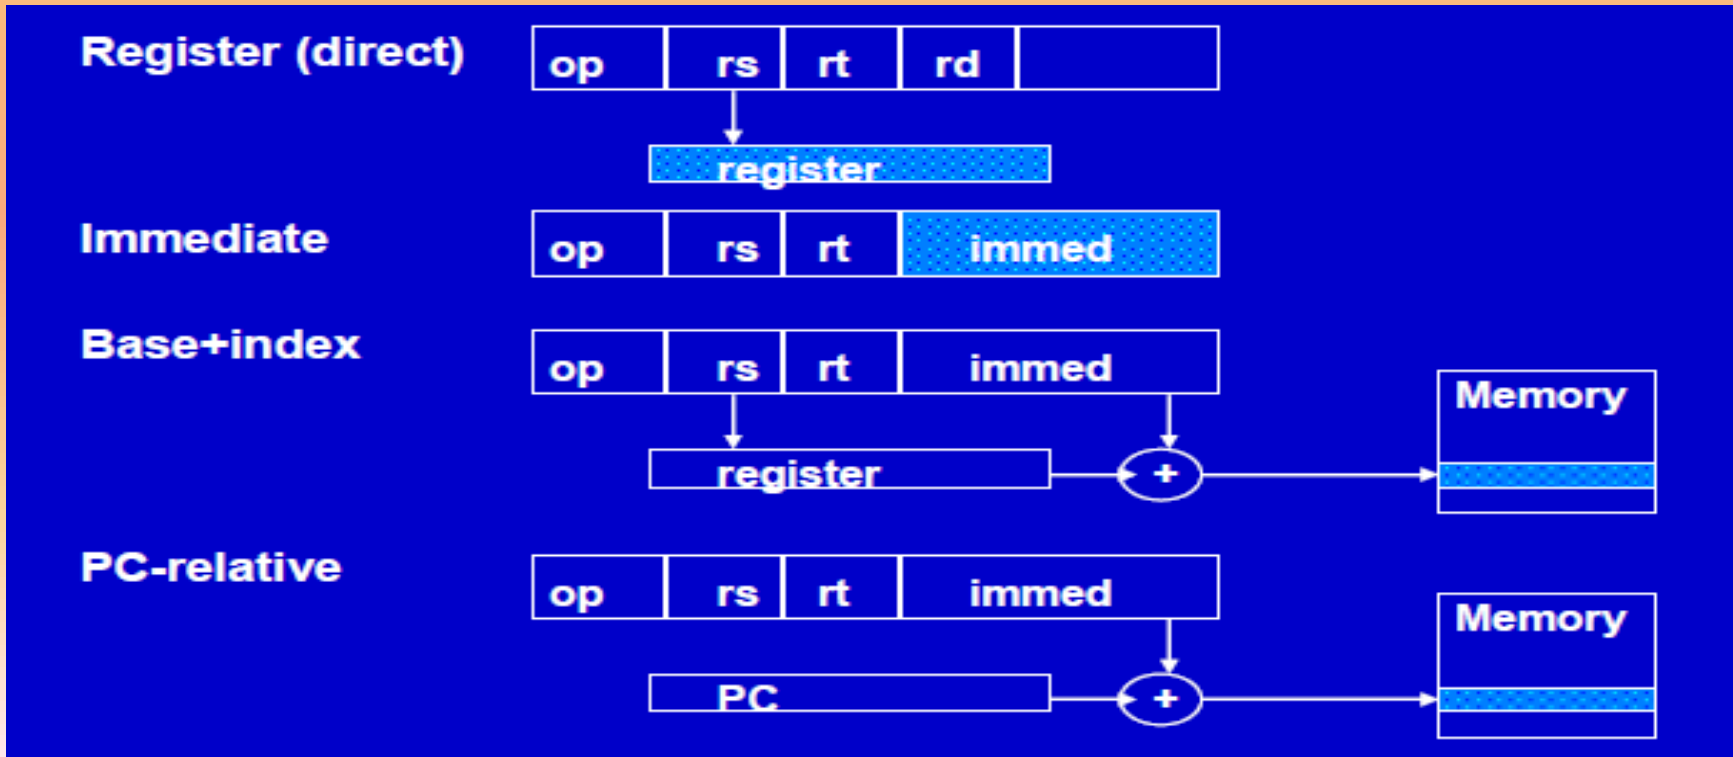 Register (direct)
op rs rt rd
register
Immediate
op rs rt immed
Base+index
op rs rt immed
Memory
register +
PC-relative
op rs rt immed
Memory
PC +